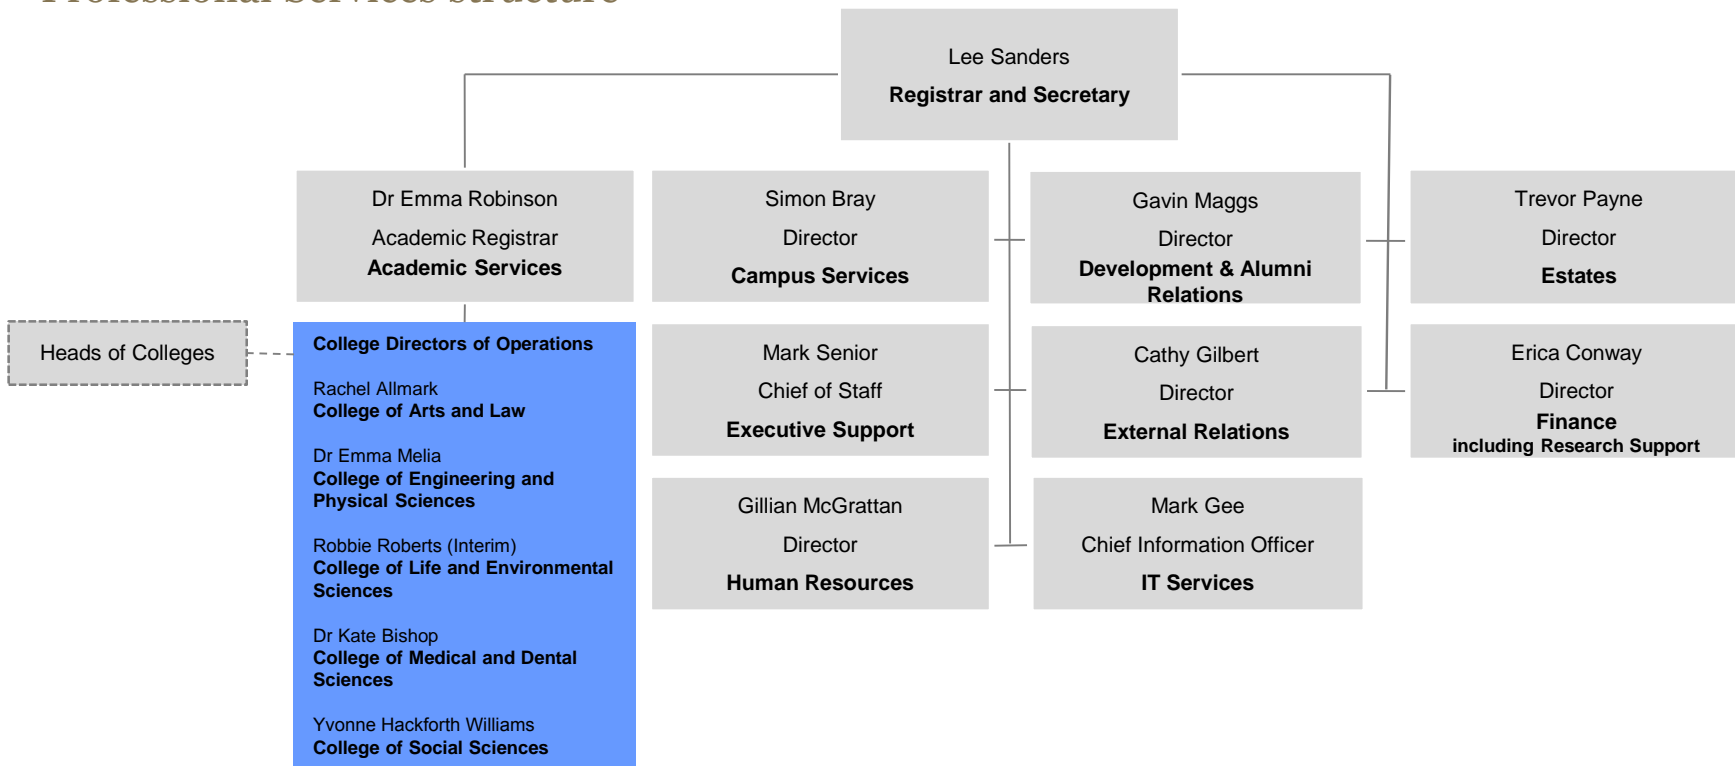 Professional Services structure
Lee Sanders
Registrar and Secretary
Dr Emma Robinson
Academic Registrar
Academic Services
Simon Bray
Director
Campus Services
Gavin Maggs
Director
Development & Alumni
Relations
Trevor Payne
Director
Estates
Heads of Colleges
College Directors of Operations
Rachel Allmark
College of Arts and Law
Dr Emma Melia
College of Engineering and
Physical Sciences
Robbie Roberts (Interim)
College of Life and Environmental
Sciences
Dr Kate Bishop
College of Medical and Dental
Sciences
Yvonne Hackforth Williams
College of Social Sciences
Mark Senior
Chief of Staff
Executive Support
Cathy Gilbert
Director
External Relations
Erica Conway
Director
Finance
including Research Support
Gillian McGrattan
Director
Human Resources
Mark Gee
Chief Information Officer
IT Services